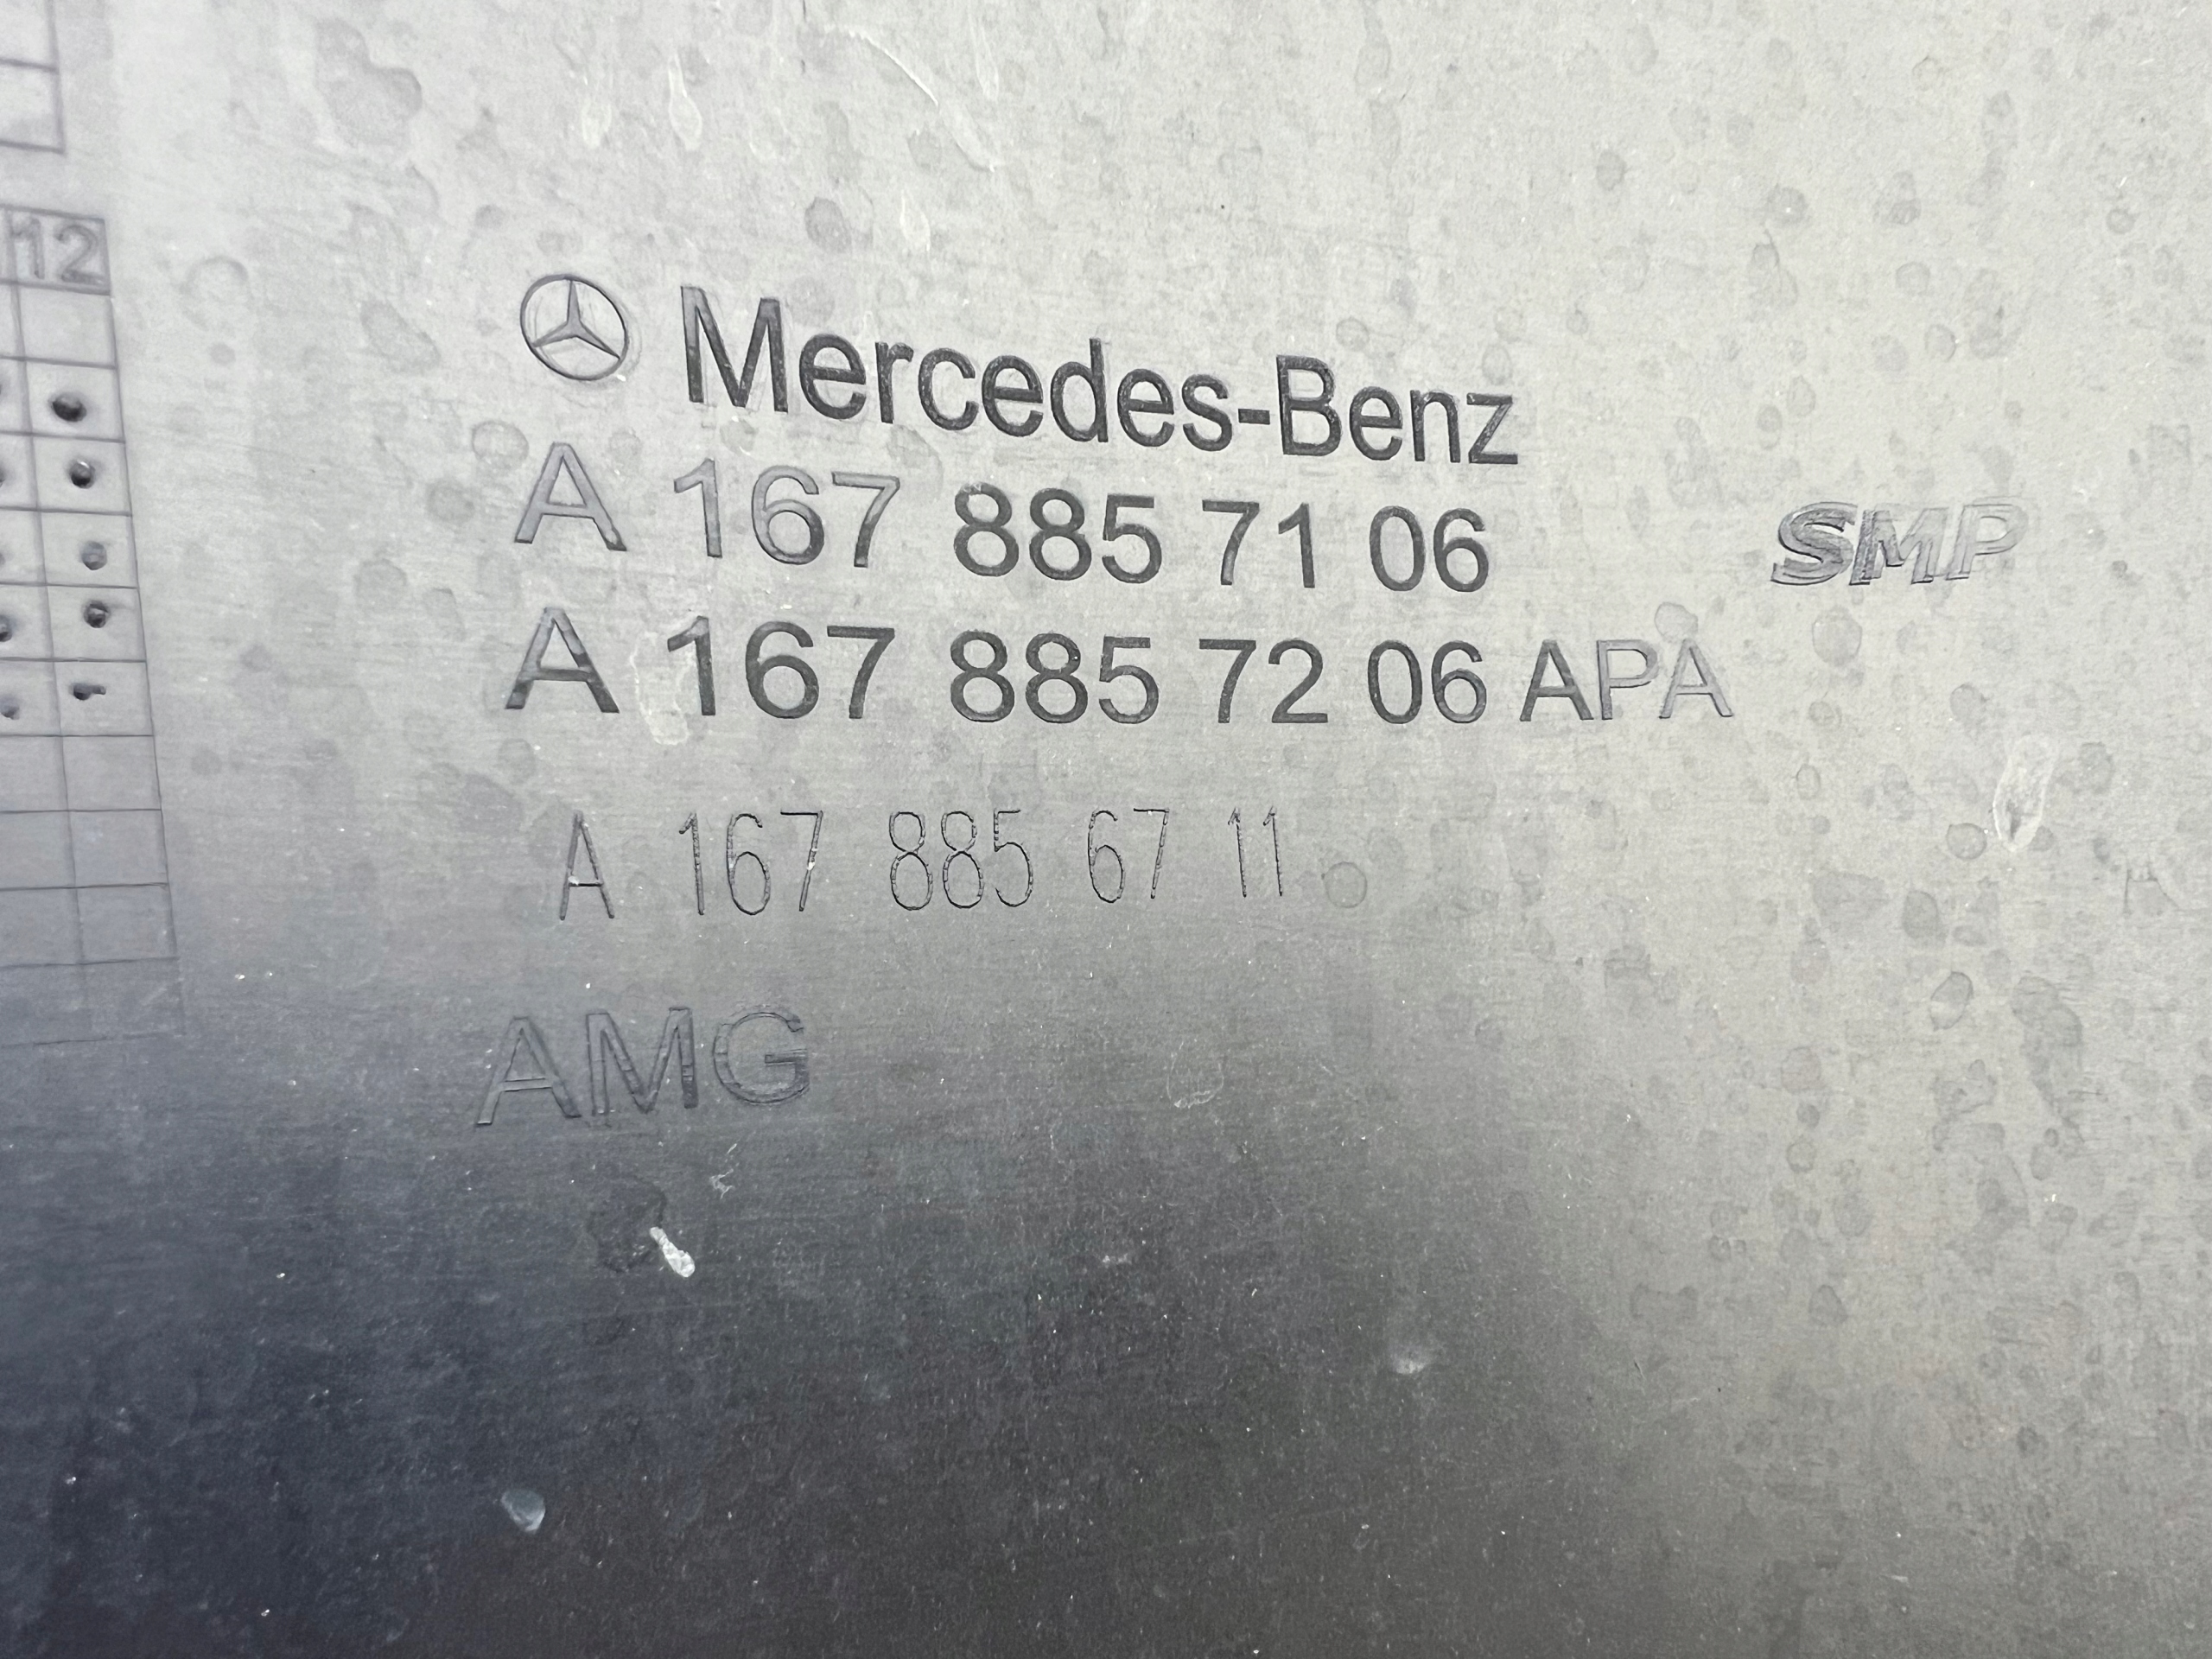 12
Mercedes-Benz
A 167 885 71 06
SMP
A 167 885 72 06 APA
A 167 885 67 11
AMG